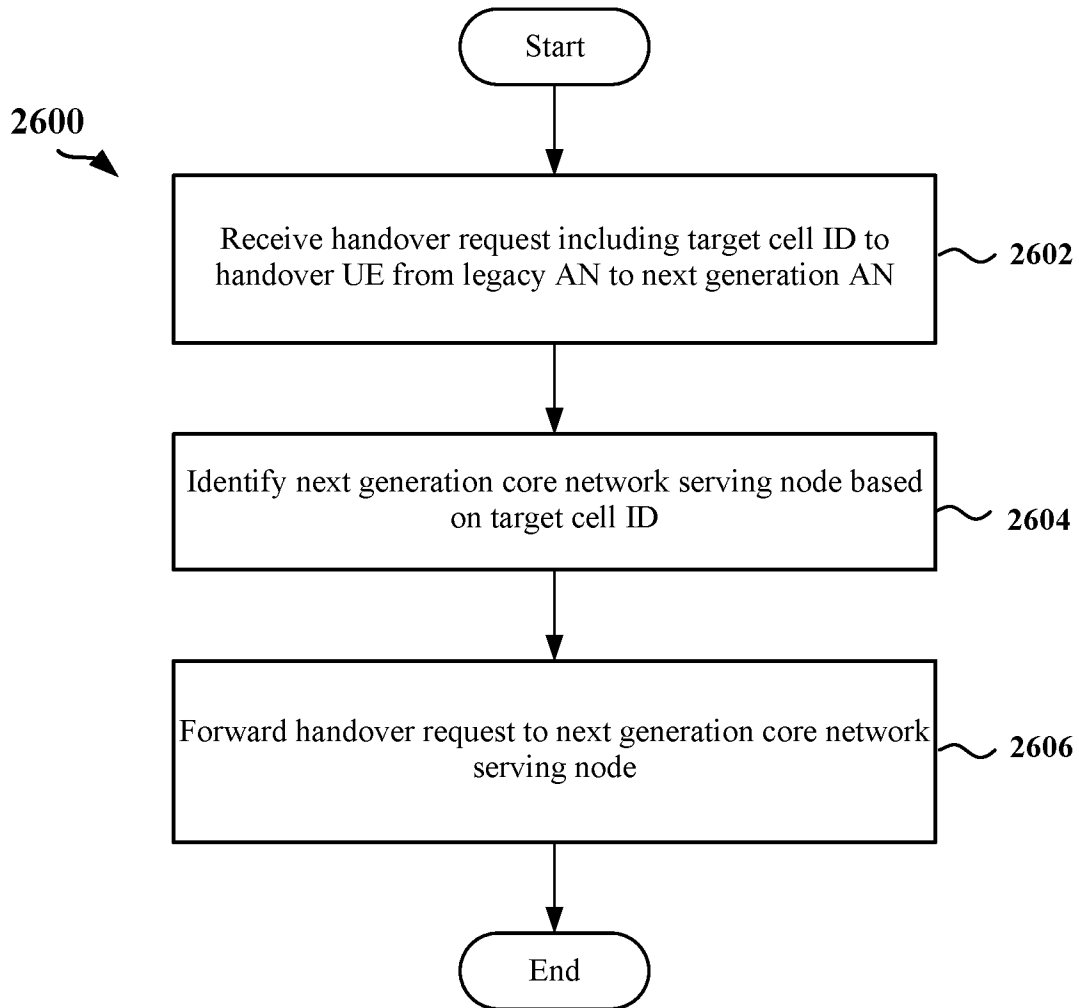 Start
2600
Receive handover request including target cell ID to
handover UE from legacy AN to next generation AN
2602
Identify next generation core network serving node based
on target cell ID
2604
Forward handover request to next generation core network
serving node
2606
End